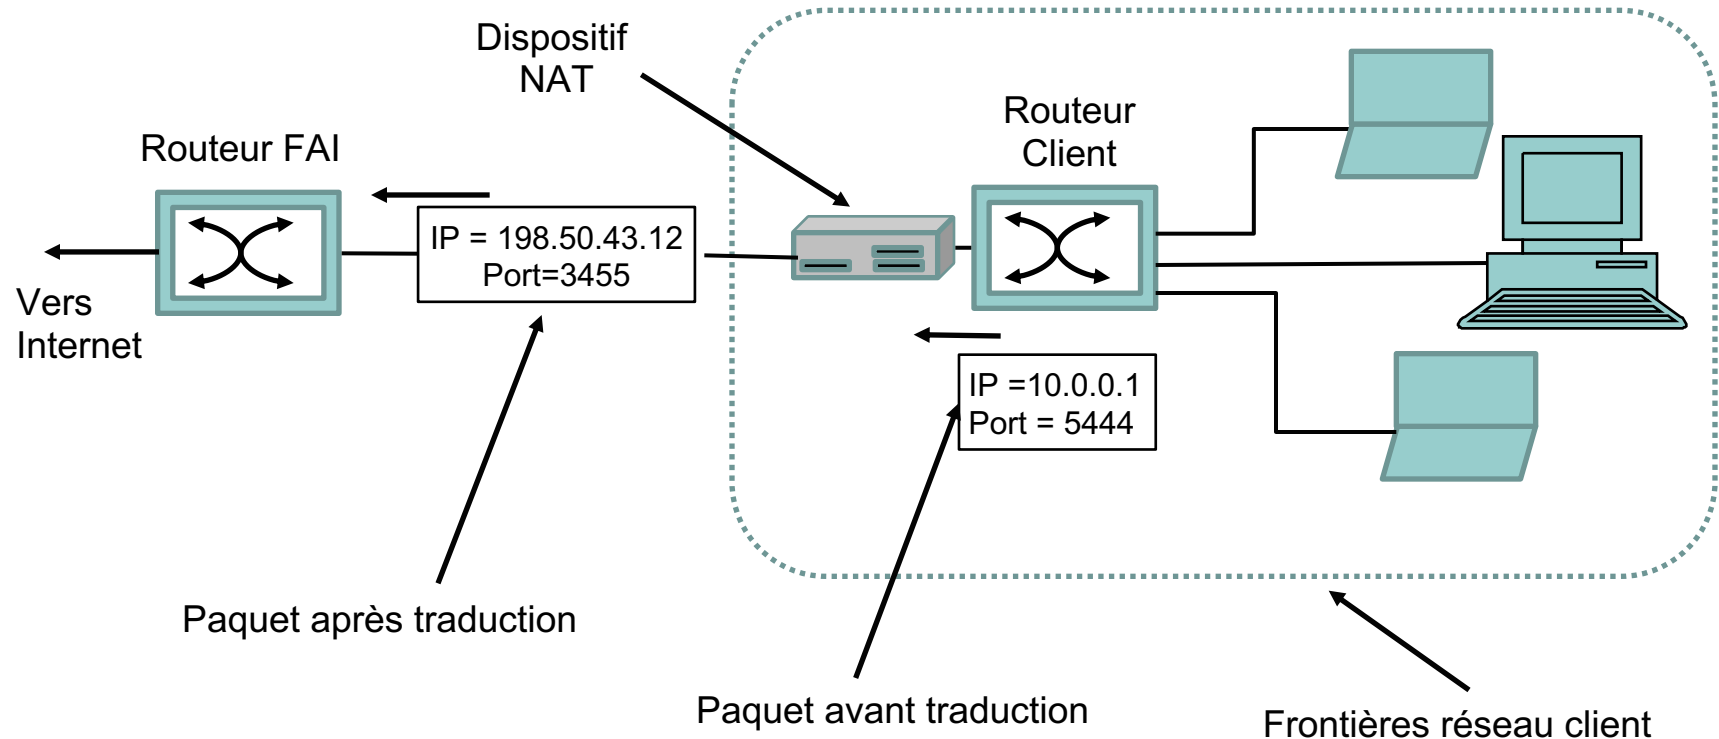 Dispositif
NAT
Routeur
Client
Routeur FAI
IP = 198.50.43.12
Port=3455
Vers
Internet
IP =10.0.0.1
Port = 5444
Paquet après traduction
Paquet avant traduction
Frontières réseau client